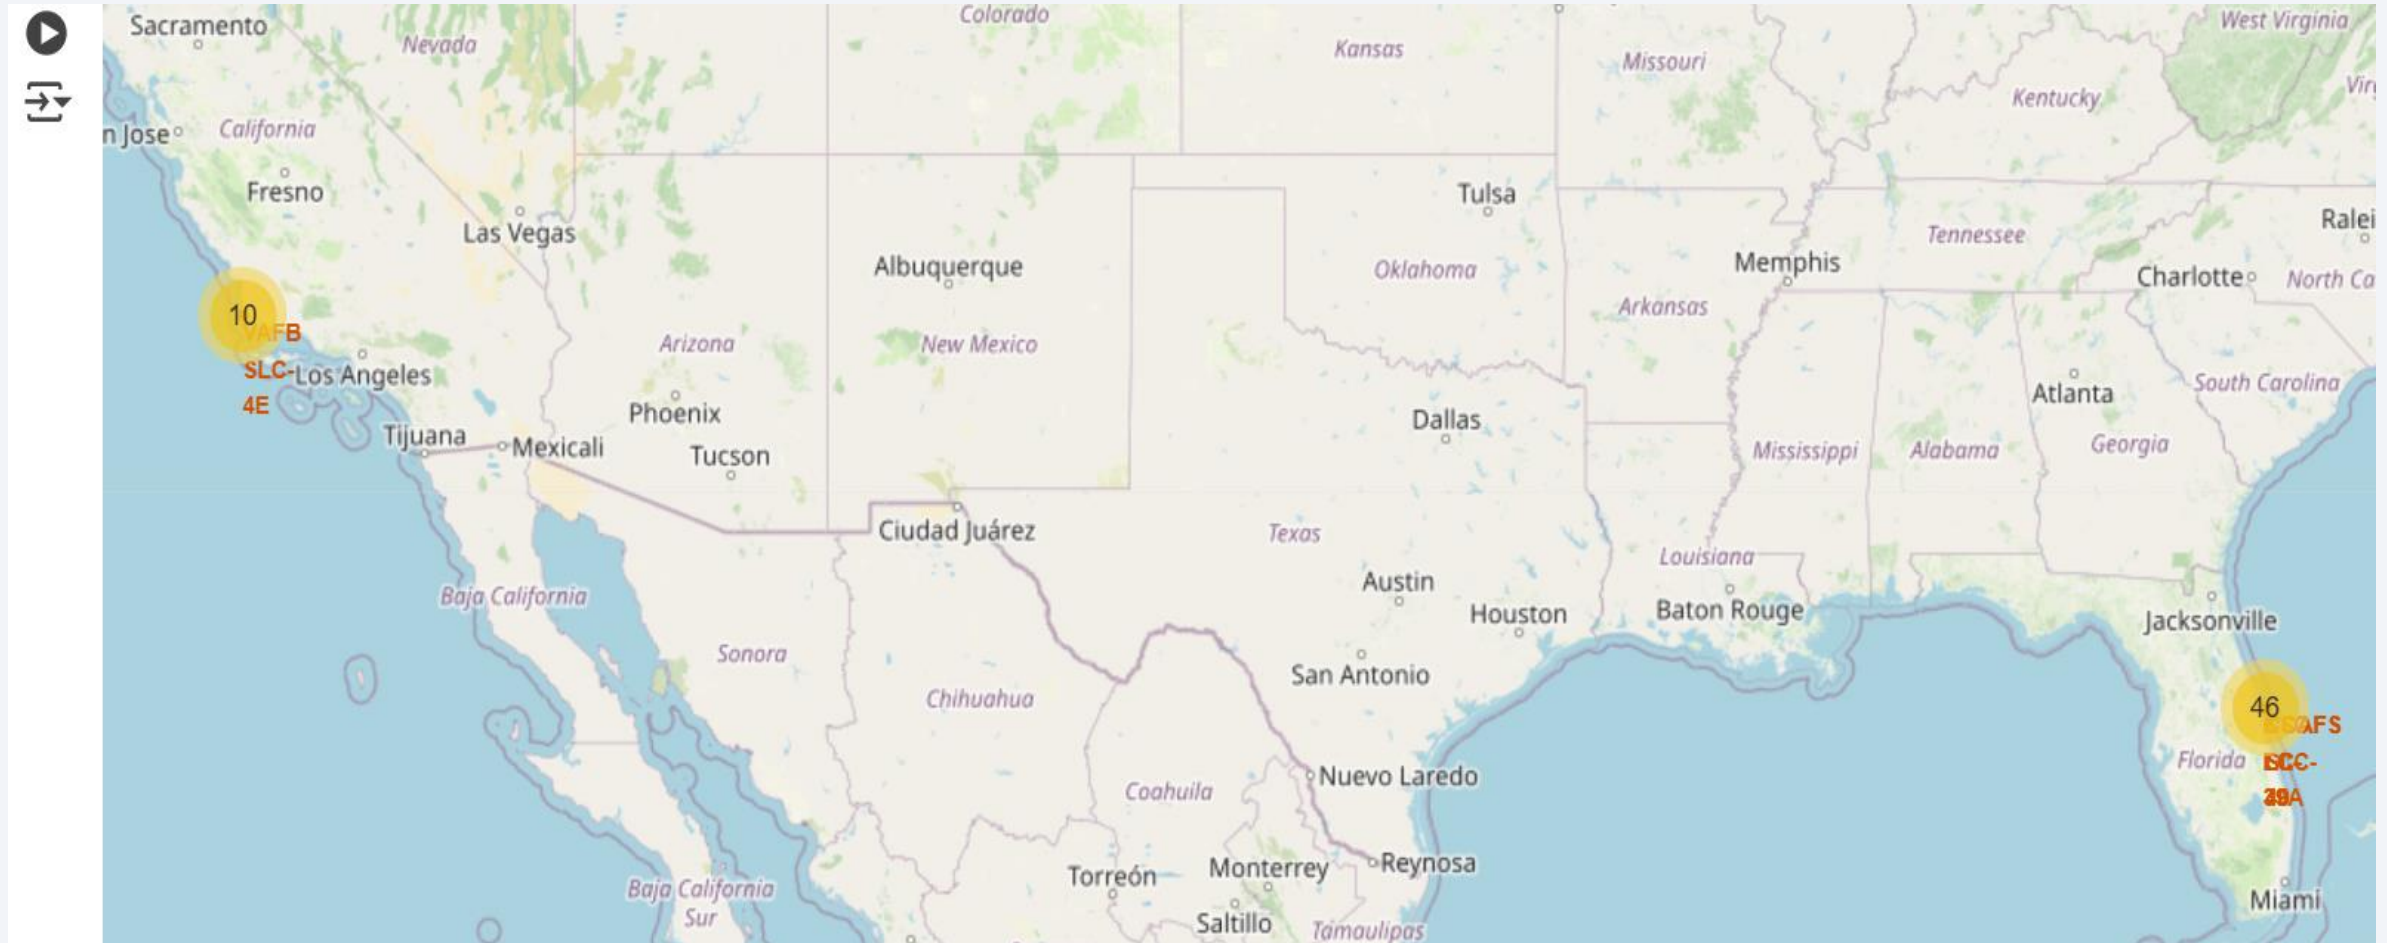 Sacramento
Nevada
Colorado
Kansas
Missouri
West Virginia
Kentucky
n Jose
California
Fresno
Las Vegas
Albuquerque
Tulsa
Oklahoma
Memphis
Tennessee
Ralei
Charlotte
North Ca
Arkansas
10
VAFB
SLC-
4E
Los Angeles
Arizona
New Mexico
Phoenix
Tucson
Tijuana
Mexicali
Dallas
Mississippi
Alabama
Atlanta
Georgia
South Carolina
Ciudad Juárez
Texas
Louisiana
Austin
Houston
Baton Rouge
Jacksonville
Baja California
Sonora
Chihuahua
San Antonio
46
Florida
Nuevo Laredo
Coahuila
Torreón
Monterrey
Reynosa
Baja California
Sur
Saltillo
Tamaulipas
Miami